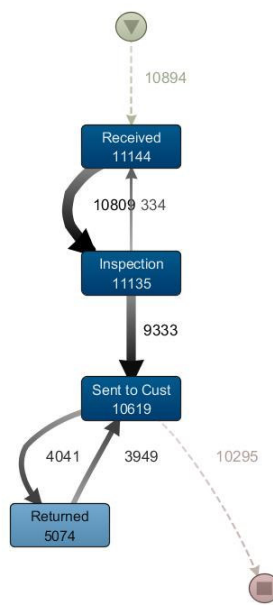 10894
Received
11144
10809 334
Inspection
11135
9333
Sent to Cust
10619
4041 3949 10295
Returned
5074